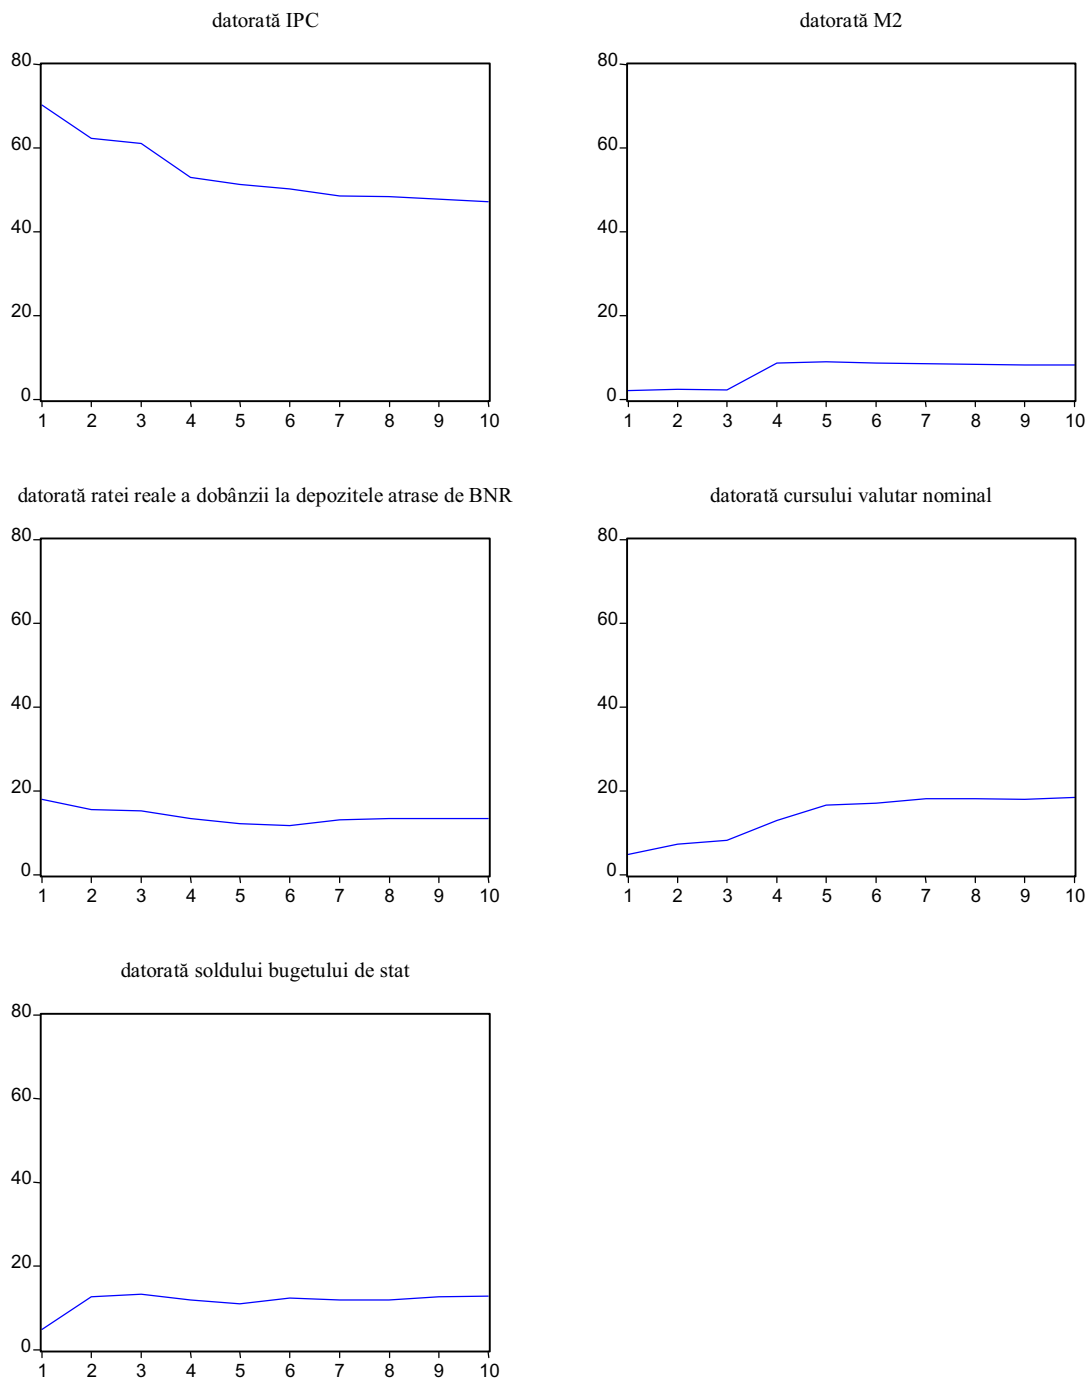 datorată IPC
80
60
40
20
0
1 2 3 4 5 6 7 8 9 10
datorată M2
80
60
40
20
0
1 2 3 4 5 6 7 8 9 10
datorată ratei reale a dobânzii la depozitele atrase de BNR
80
60
40
20
0
1 2 3 4 5 6 7 8 9 10
datorată cursului valutar nominal
80
60
40
20
0
1 2 3 4 5 6 7 8 9 10
datorată soldului bugetului de stat
80
60
40
20
0
1 2 3 4 5 6 7 8 9 10